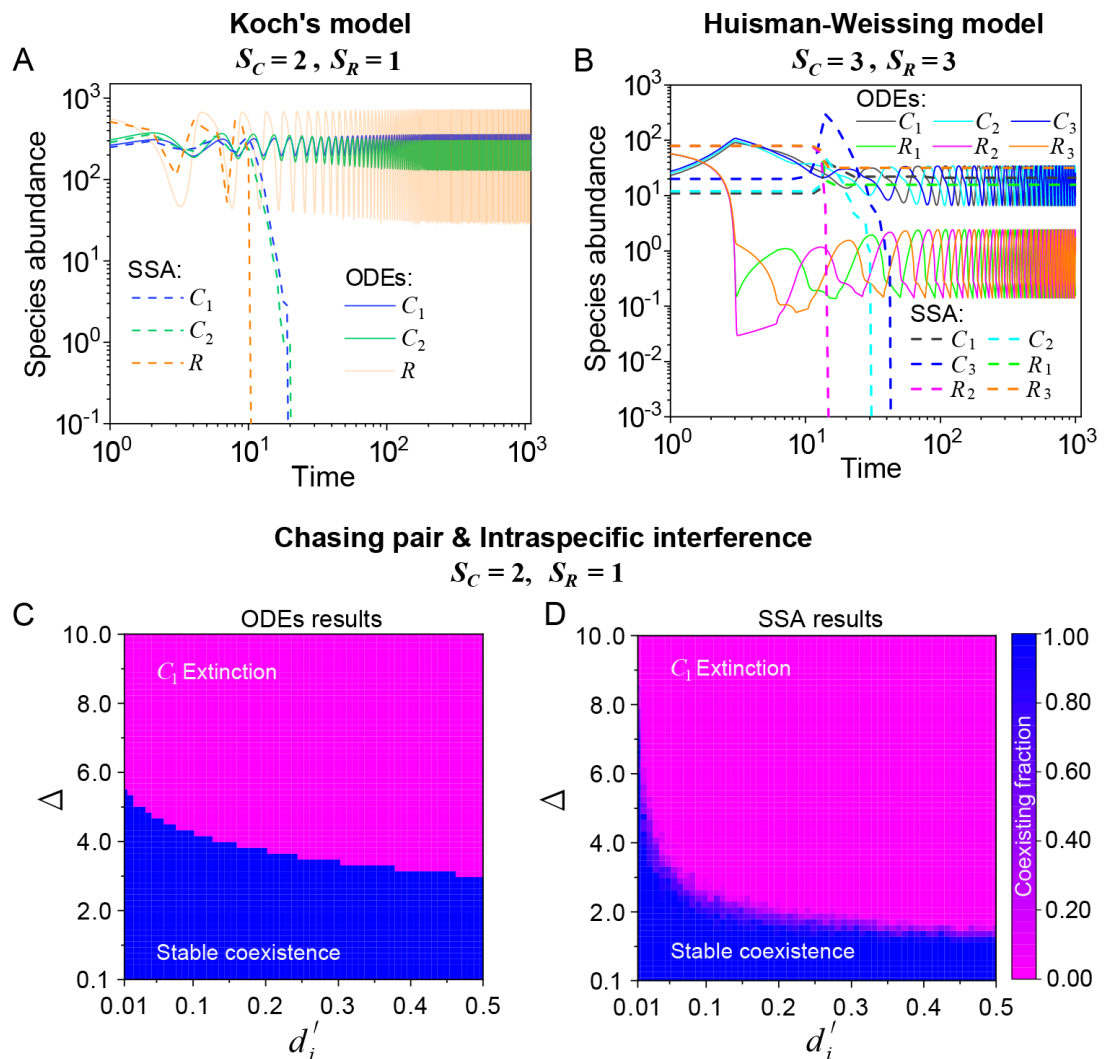 Koch's model
S_C = 2 , S_R = 1
A
Species abundance
10^3
10^2
10^1
10^0
10^-1
SSA:
C_1
C_2
R
ODEs:
C_1
C_2
R
10^0 10^1 10^2 10^3
Time
Huisman-Weissing model
S_C = 3 , S_R = 3
B
Species abundance
10^3
10^2
10^1
10^0
10^-1
10^-2
10^-3
ODEs:
C_1 C_2 C_3
R_1 R_2 R_3
SSA:
C_1 C_2
C_3 R_1
R_2 R_3
10^0 10^1 10^2 10^3
Time
Chasing pair & Intraspecific interference
S_C = 2, S_R = 1
C
ODEs results
Δ
10.0
8.0
6.0
4.0
2.0
0.1
C_1 Extinction
Stable coexistence
0.01 0.1 0.2 0.3 0.4 0.5
d_i'
D
SSA results
Δ
10.0
8.0
6.0
4.0
2.0
0.1
C_1 Extinction
Stable coexistence
0.01 0.1 0.2 0.3 0.4 0.5
d_i'
Coexisting fraction
1.00
0.80
0.60
0.40
0.20
0.00